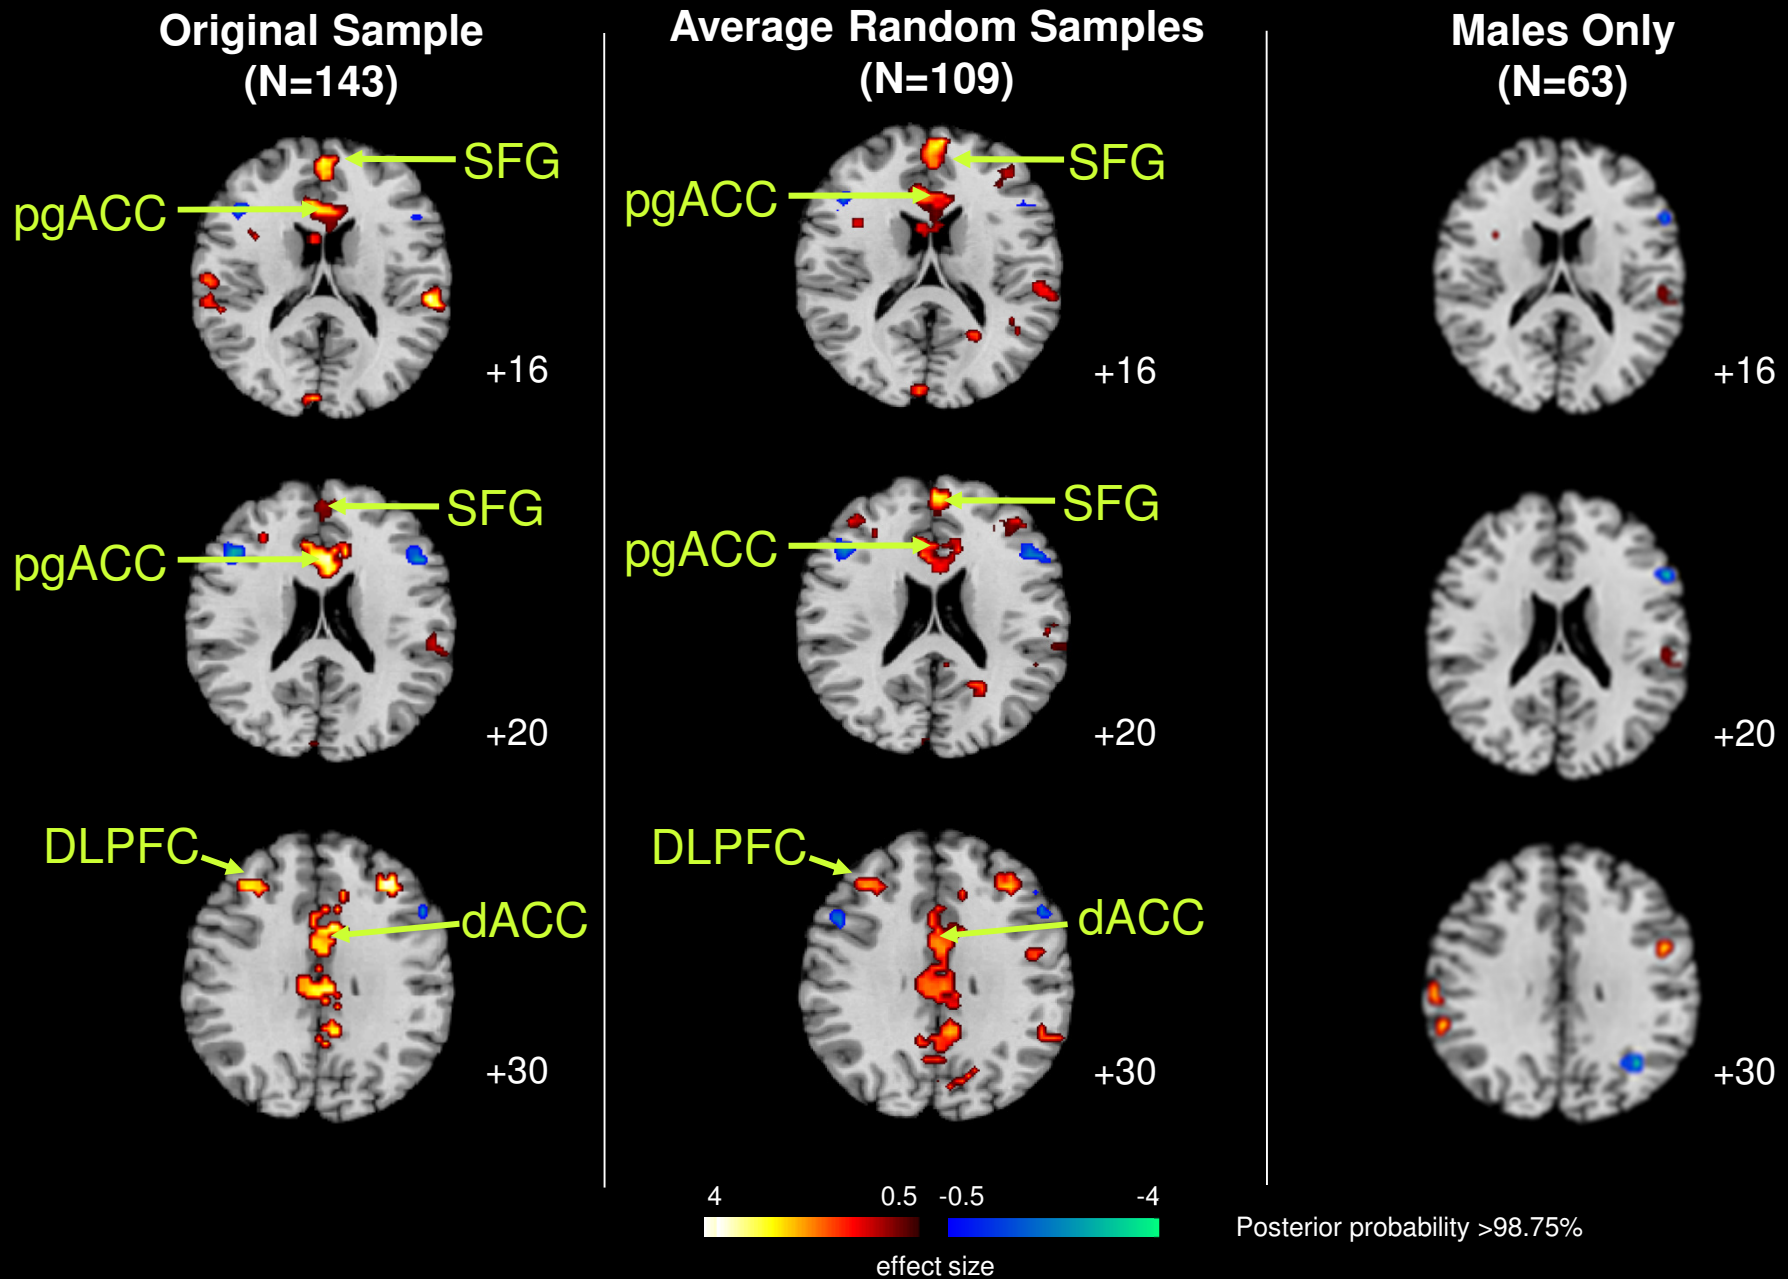 Original Sample
(N=143)
SFG
pgACC
+16
SFG
pgACC
+20
DLPFC
dACC
+30
Average Random Samples
(N=109)
SFG
pgACC
+16
SFG
pgACC
+20
DLPFC
dACC
+30
Males Only
(N=63)
+16
+20
+30
4 0.5 -0.5 -4
effect size
Posterior probability >98.75%